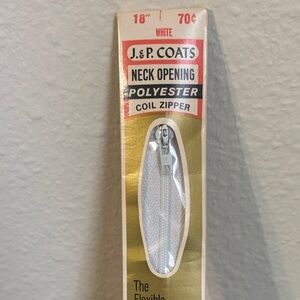 18" 70¢
WHITE
J.&P. COATS
NECK OPENING
POLYESTER
COIL ZIPPER
The
Flexible